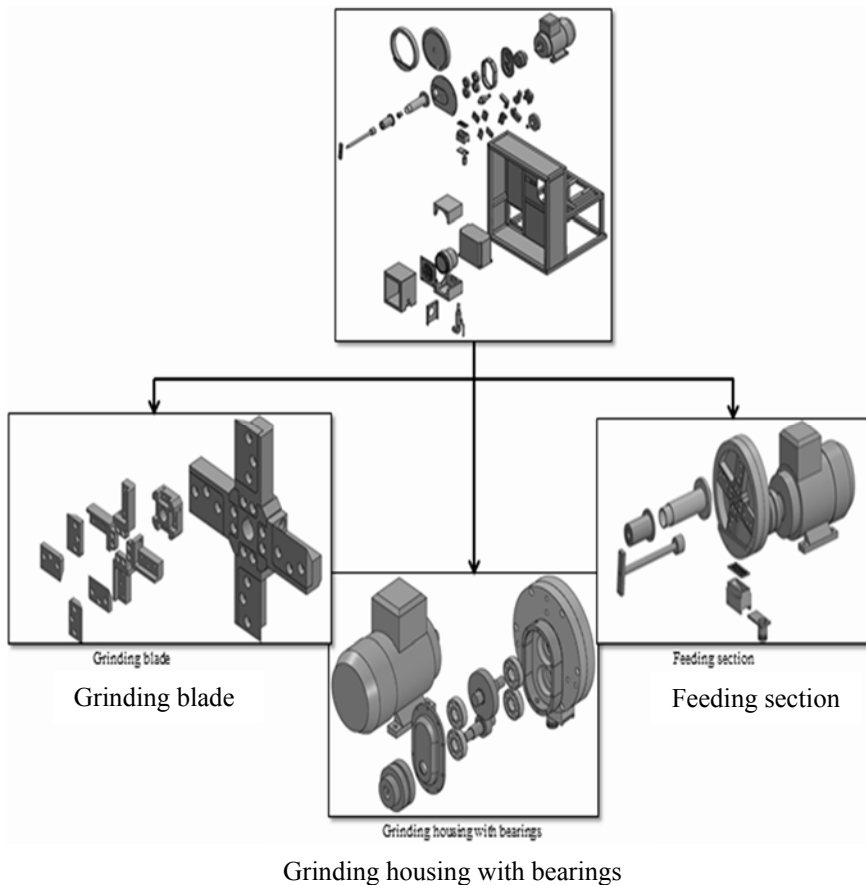 Grinding blade
Feeding section
Grinding blade
Feeding section
Grinding housing with bearings
Grinding housing with bearings